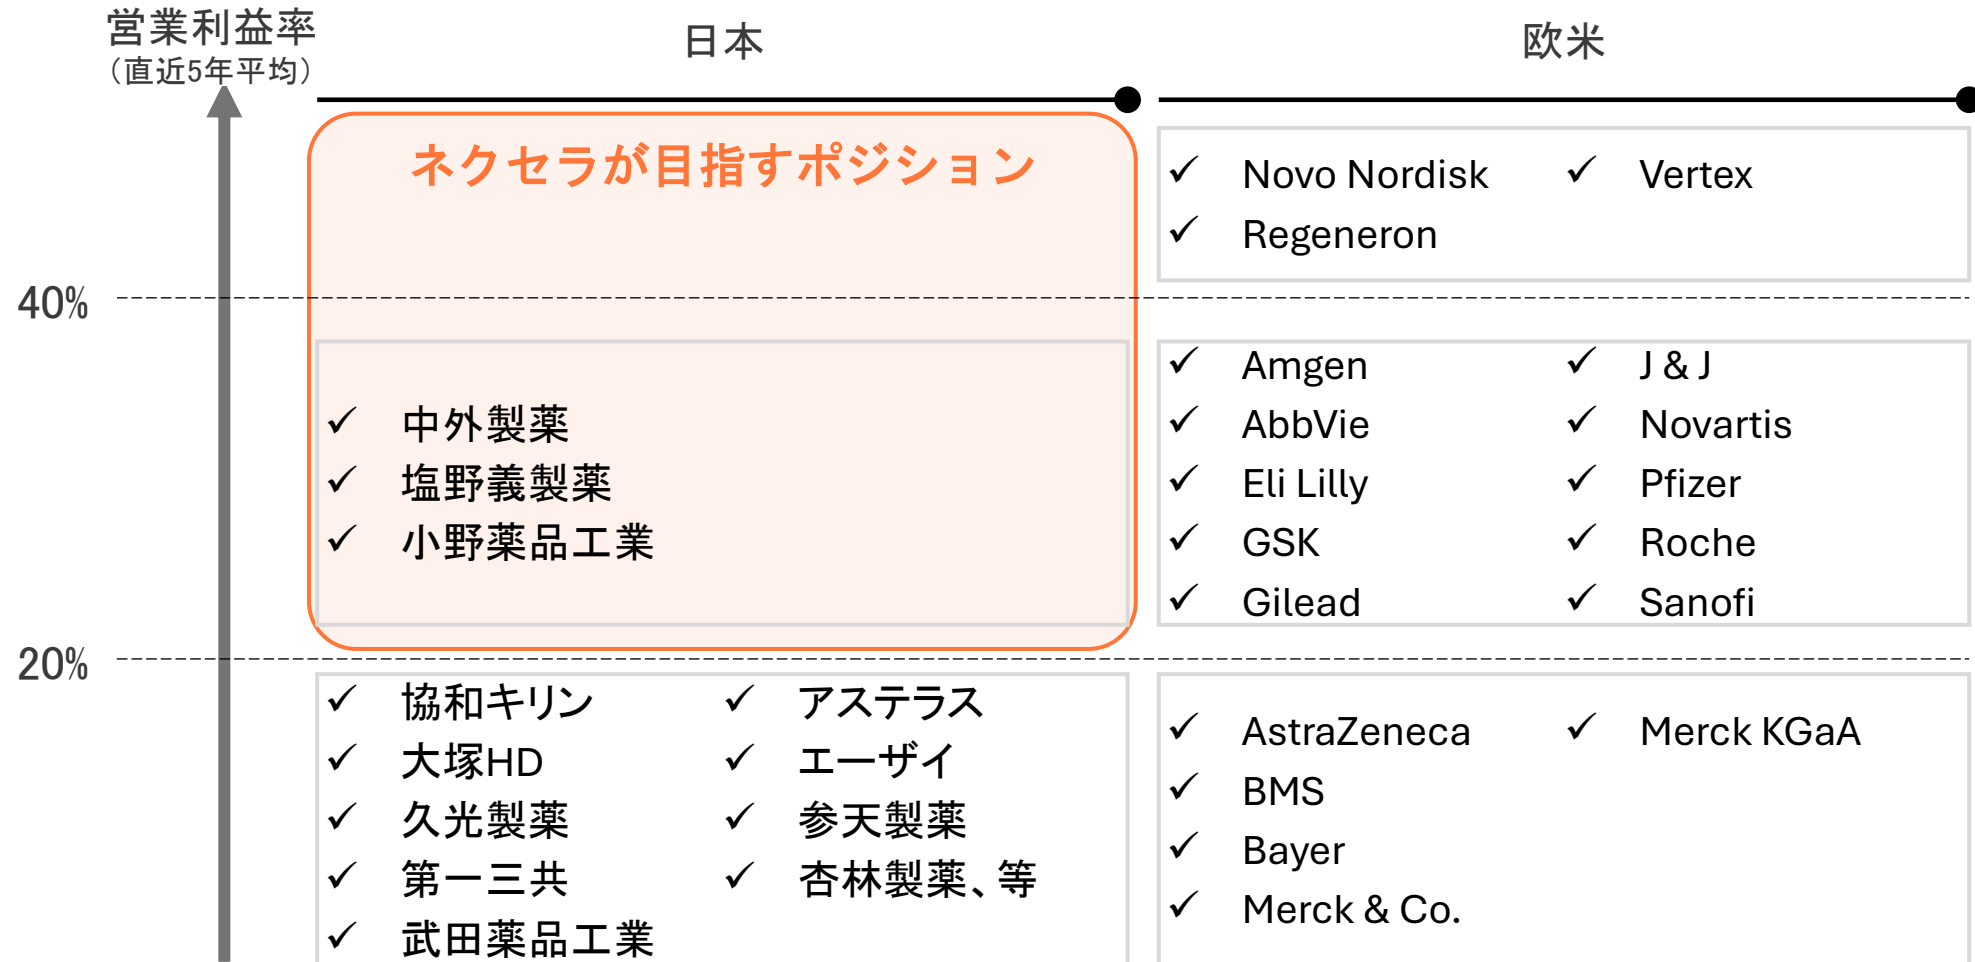 営業利益率
（直近5年平均）
日本
欧米
ネクセラが目指すポジション
✓ Novo Nordisk ✓ Vertex
✓ Regeneron
40%
✓ 中外製薬
✓ 塩野義製薬
✓ 小野薬品工業
✓ Amgen ✓ J & J
✓ AbbVie ✓ Novartis
✓ Eli Lilly ✓ Pfizer
✓ GSK ✓ Roche
✓ Gilead ✓ Sanofi
20%
✓ 協和キリン ✓ アステラス
✓ 大塚HD ✓ エーザイ
✓ 久光製薬 ✓ 参天製薬
✓ 第一三共 ✓ 杏林製薬、等
✓ 武田薬品工業
✓ AstraZeneca ✓ Merck KGaA
✓ BMS
✓ Bayer
✓ Merck & Co.